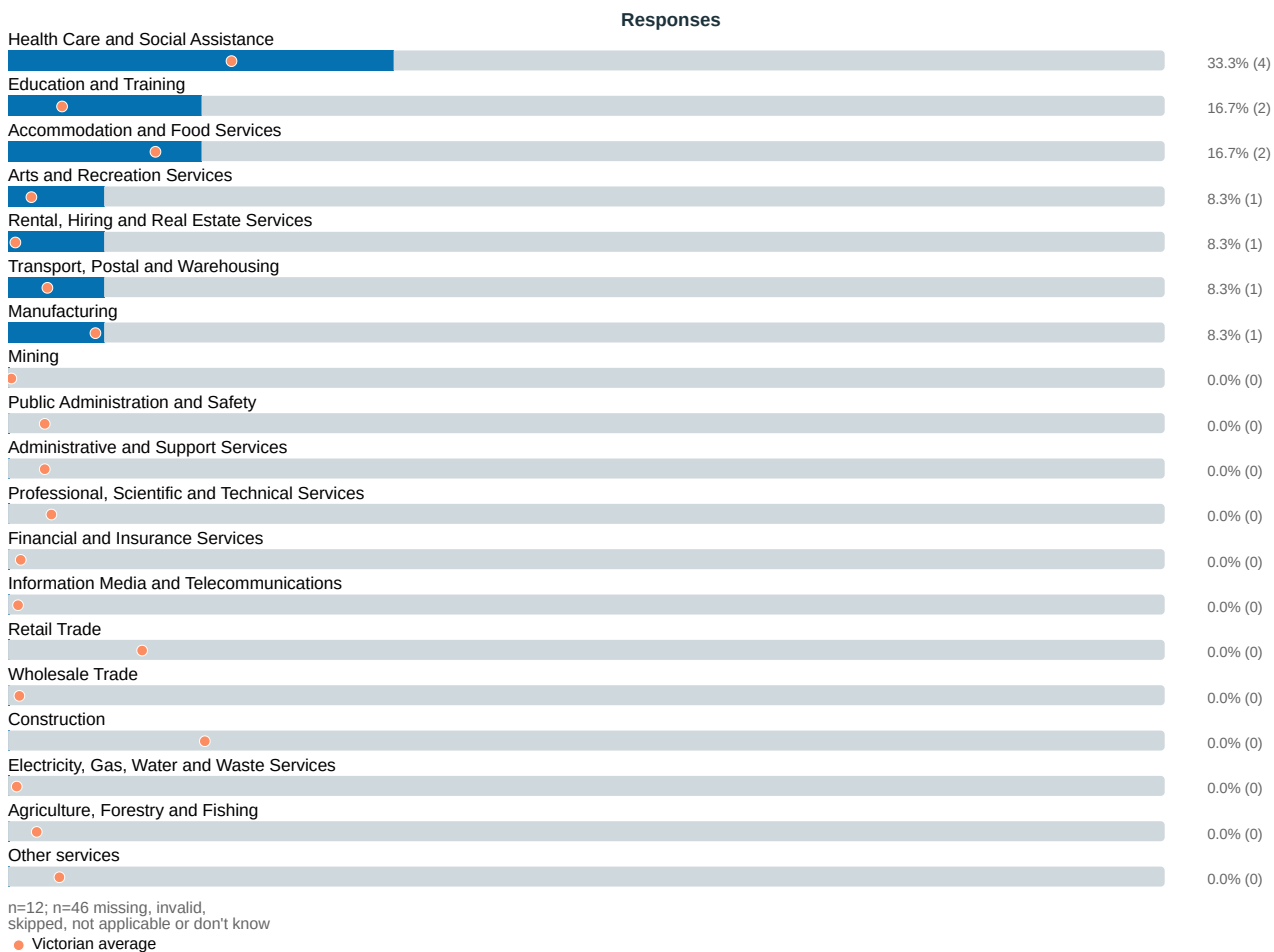 Responses
Health Care and Social Assistance
33.3% (4)
Education and Training
16.7% (2)
Accommodation and Food Services
16.7% (2)
Arts and Recreation Services
8.3% (1)
Rental, Hiring and Real Estate Services
8.3% (1)
Transport, Postal and Warehousing
8.3% (1)
Manufacturing
8.3% (1)
Mining
0.0% (0)
Public Administration and Safety
0.0% (0)
Administrative and Support Services
0.0% (0)
Professional, Scientific and Technical Services
0.0% (0)
Financial and Insurance Services
0.0% (0)
Information Media and Telecommunications
0.0% (0)
Retail Trade
0.0% (0)
Wholesale Trade
0.0% (0)
Construction
0.0% (0)
Electricity, Gas, Water and Waste Services
0.0% (0)
Agriculture, Forestry and Fishing
0.0% (0)
Other services
0.0% (0)
n=12; n=46 missing, invalid,
skipped, not applicable or don't know
Victorian average